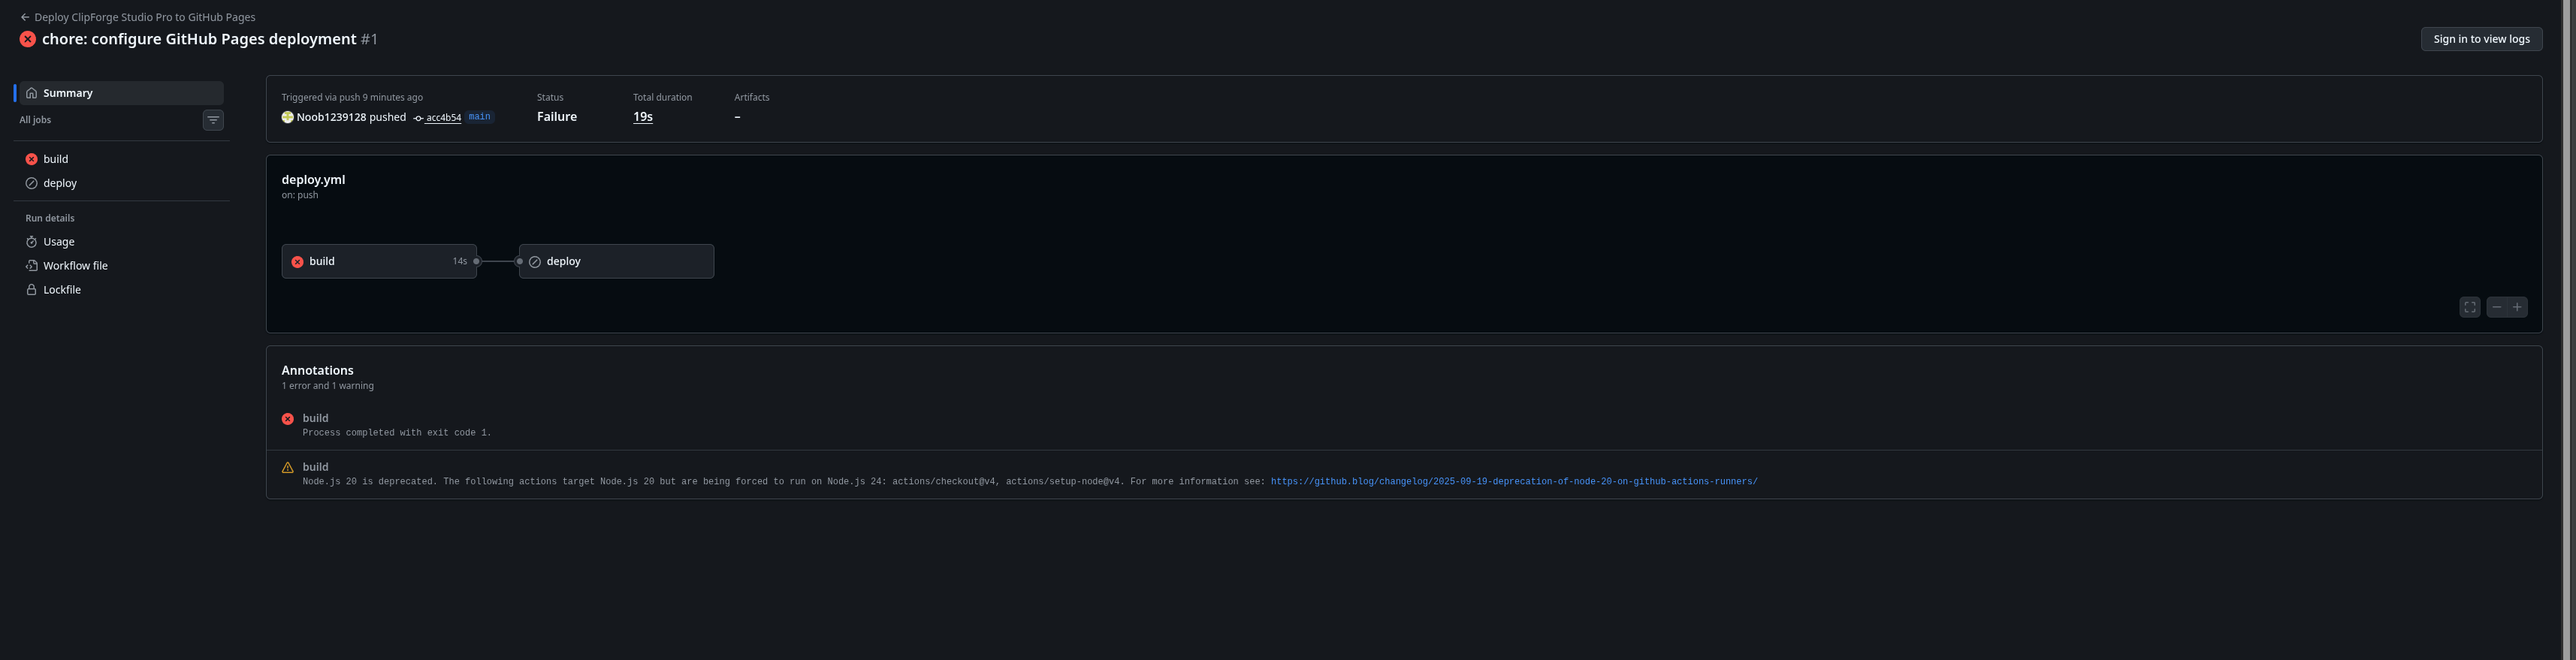 Deploy ClipForge Studio Pro to GitHub Pages
chore: configure GitHub Pages deployment #1
Sign in to view logs
Summary
All jobs
build
deploy
Run details
Usage
Workflow file
Lockfile
Triggered via push 9 minutes ago
Noob1239128 pushed acc4b54 main
Status
Failure
Total duration
19s
Artifacts
–
deploy.yml
on: push
build 14s
deploy
Annotations
1 error and 1 warning
build
Process completed with exit code 1.
build
Node.js 20 is deprecated. The following actions target Node.js 20 but are being forced to run on Node.js 24: actions/checkout@v4, actions/setup-node@v4. For more information see: https://github.blog/changelog/2025-09-19-deprecation-of-node-20-on-github-actions-runners/